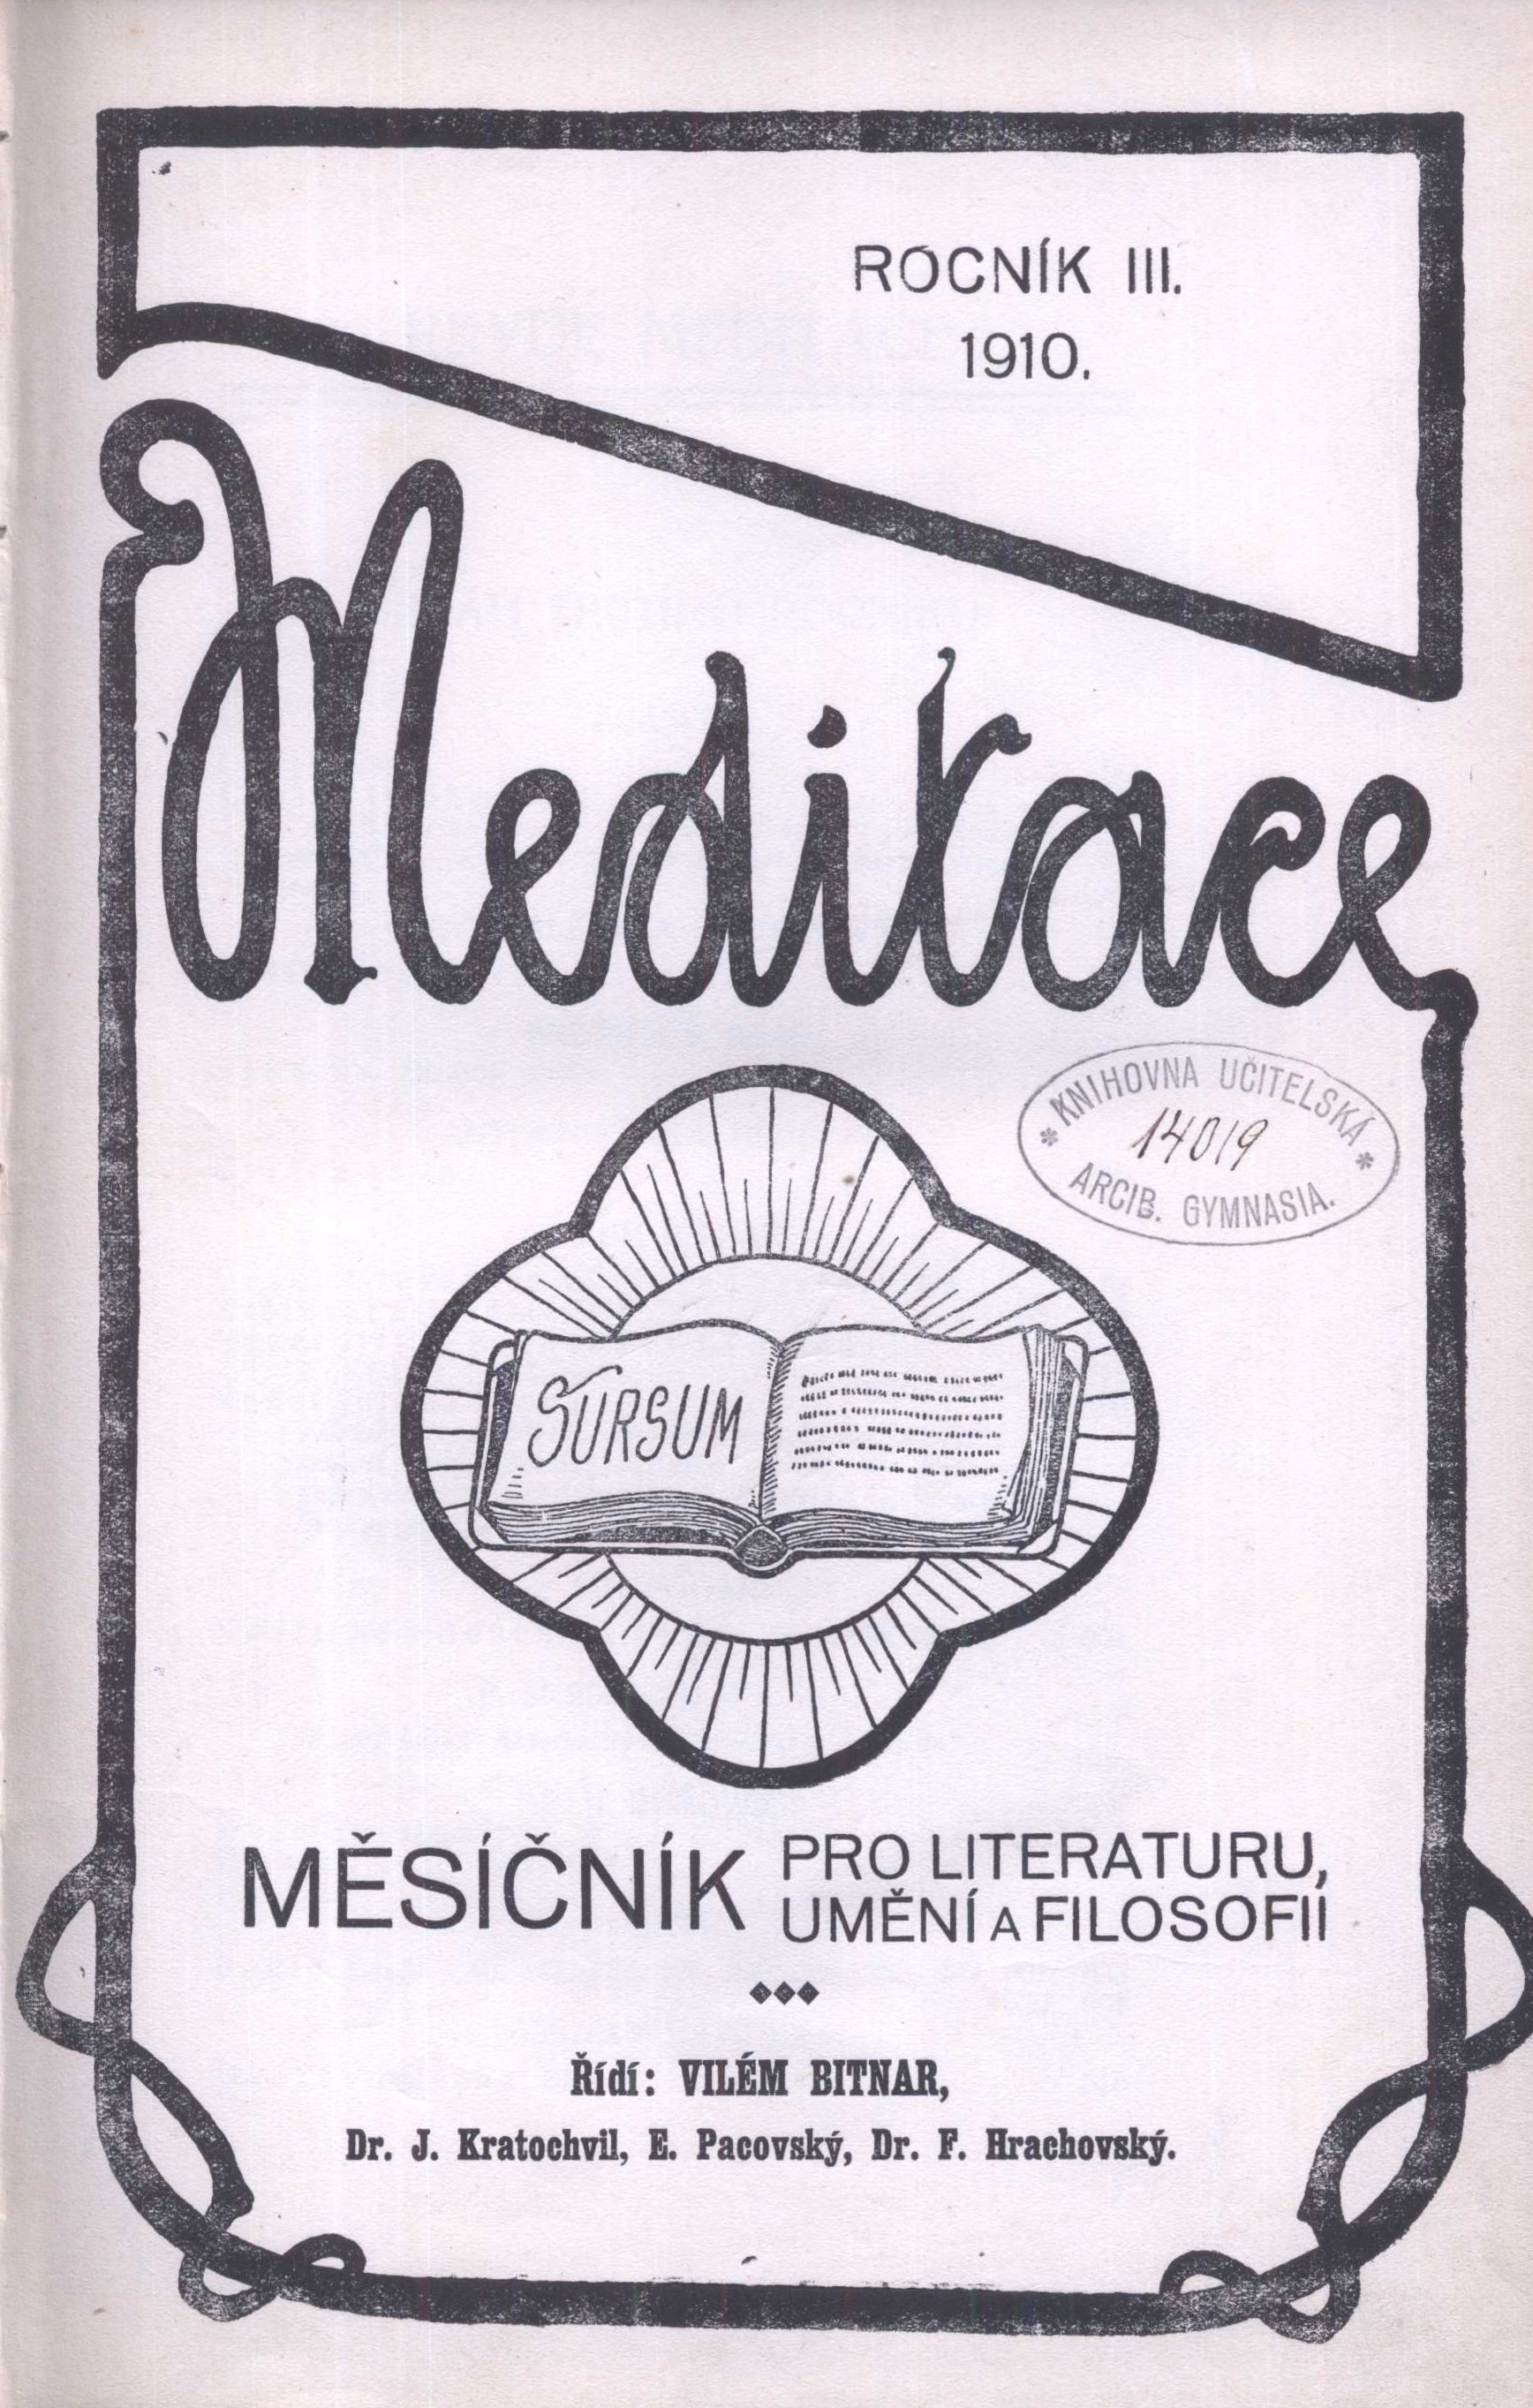 ROCNÍK III.
1910.
Meditace
KNIHOVNA UČITELSKÁ
14019
ARCIB. GYMNASIA.
SURSUM
MĚSÍČNÍK PRO LITERATURU,
UMĚNÍ A FILOSOFII
Řídí: VILÉM BITNAR,
Dr. J. Kratochvil, E. Pacovský, Dr. F. Hrachovský.